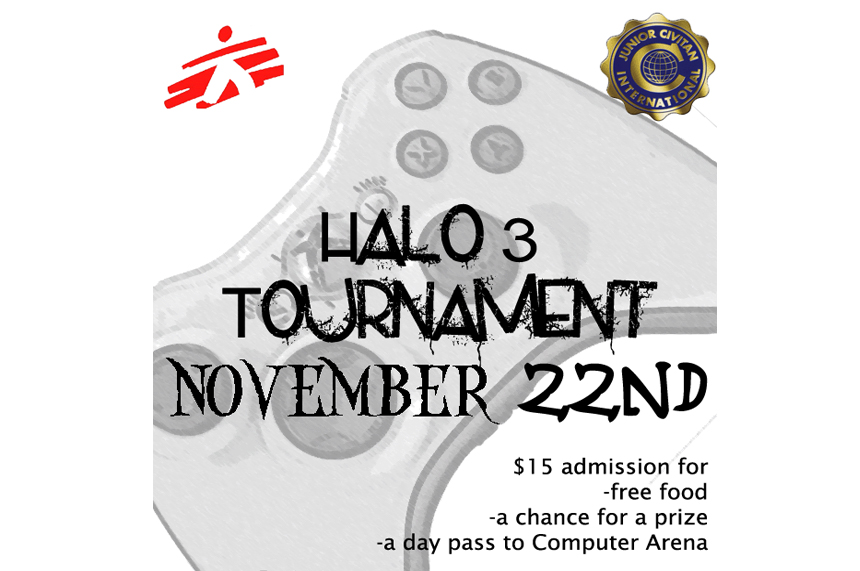 JUNIOR CIVITAN
INTERNATIONAL
HALO 3
TOURNAMENT
NOVEMBER 22ND
$15 admission for
-free food
-a chance for a prize
-a day pass to Computer Arena